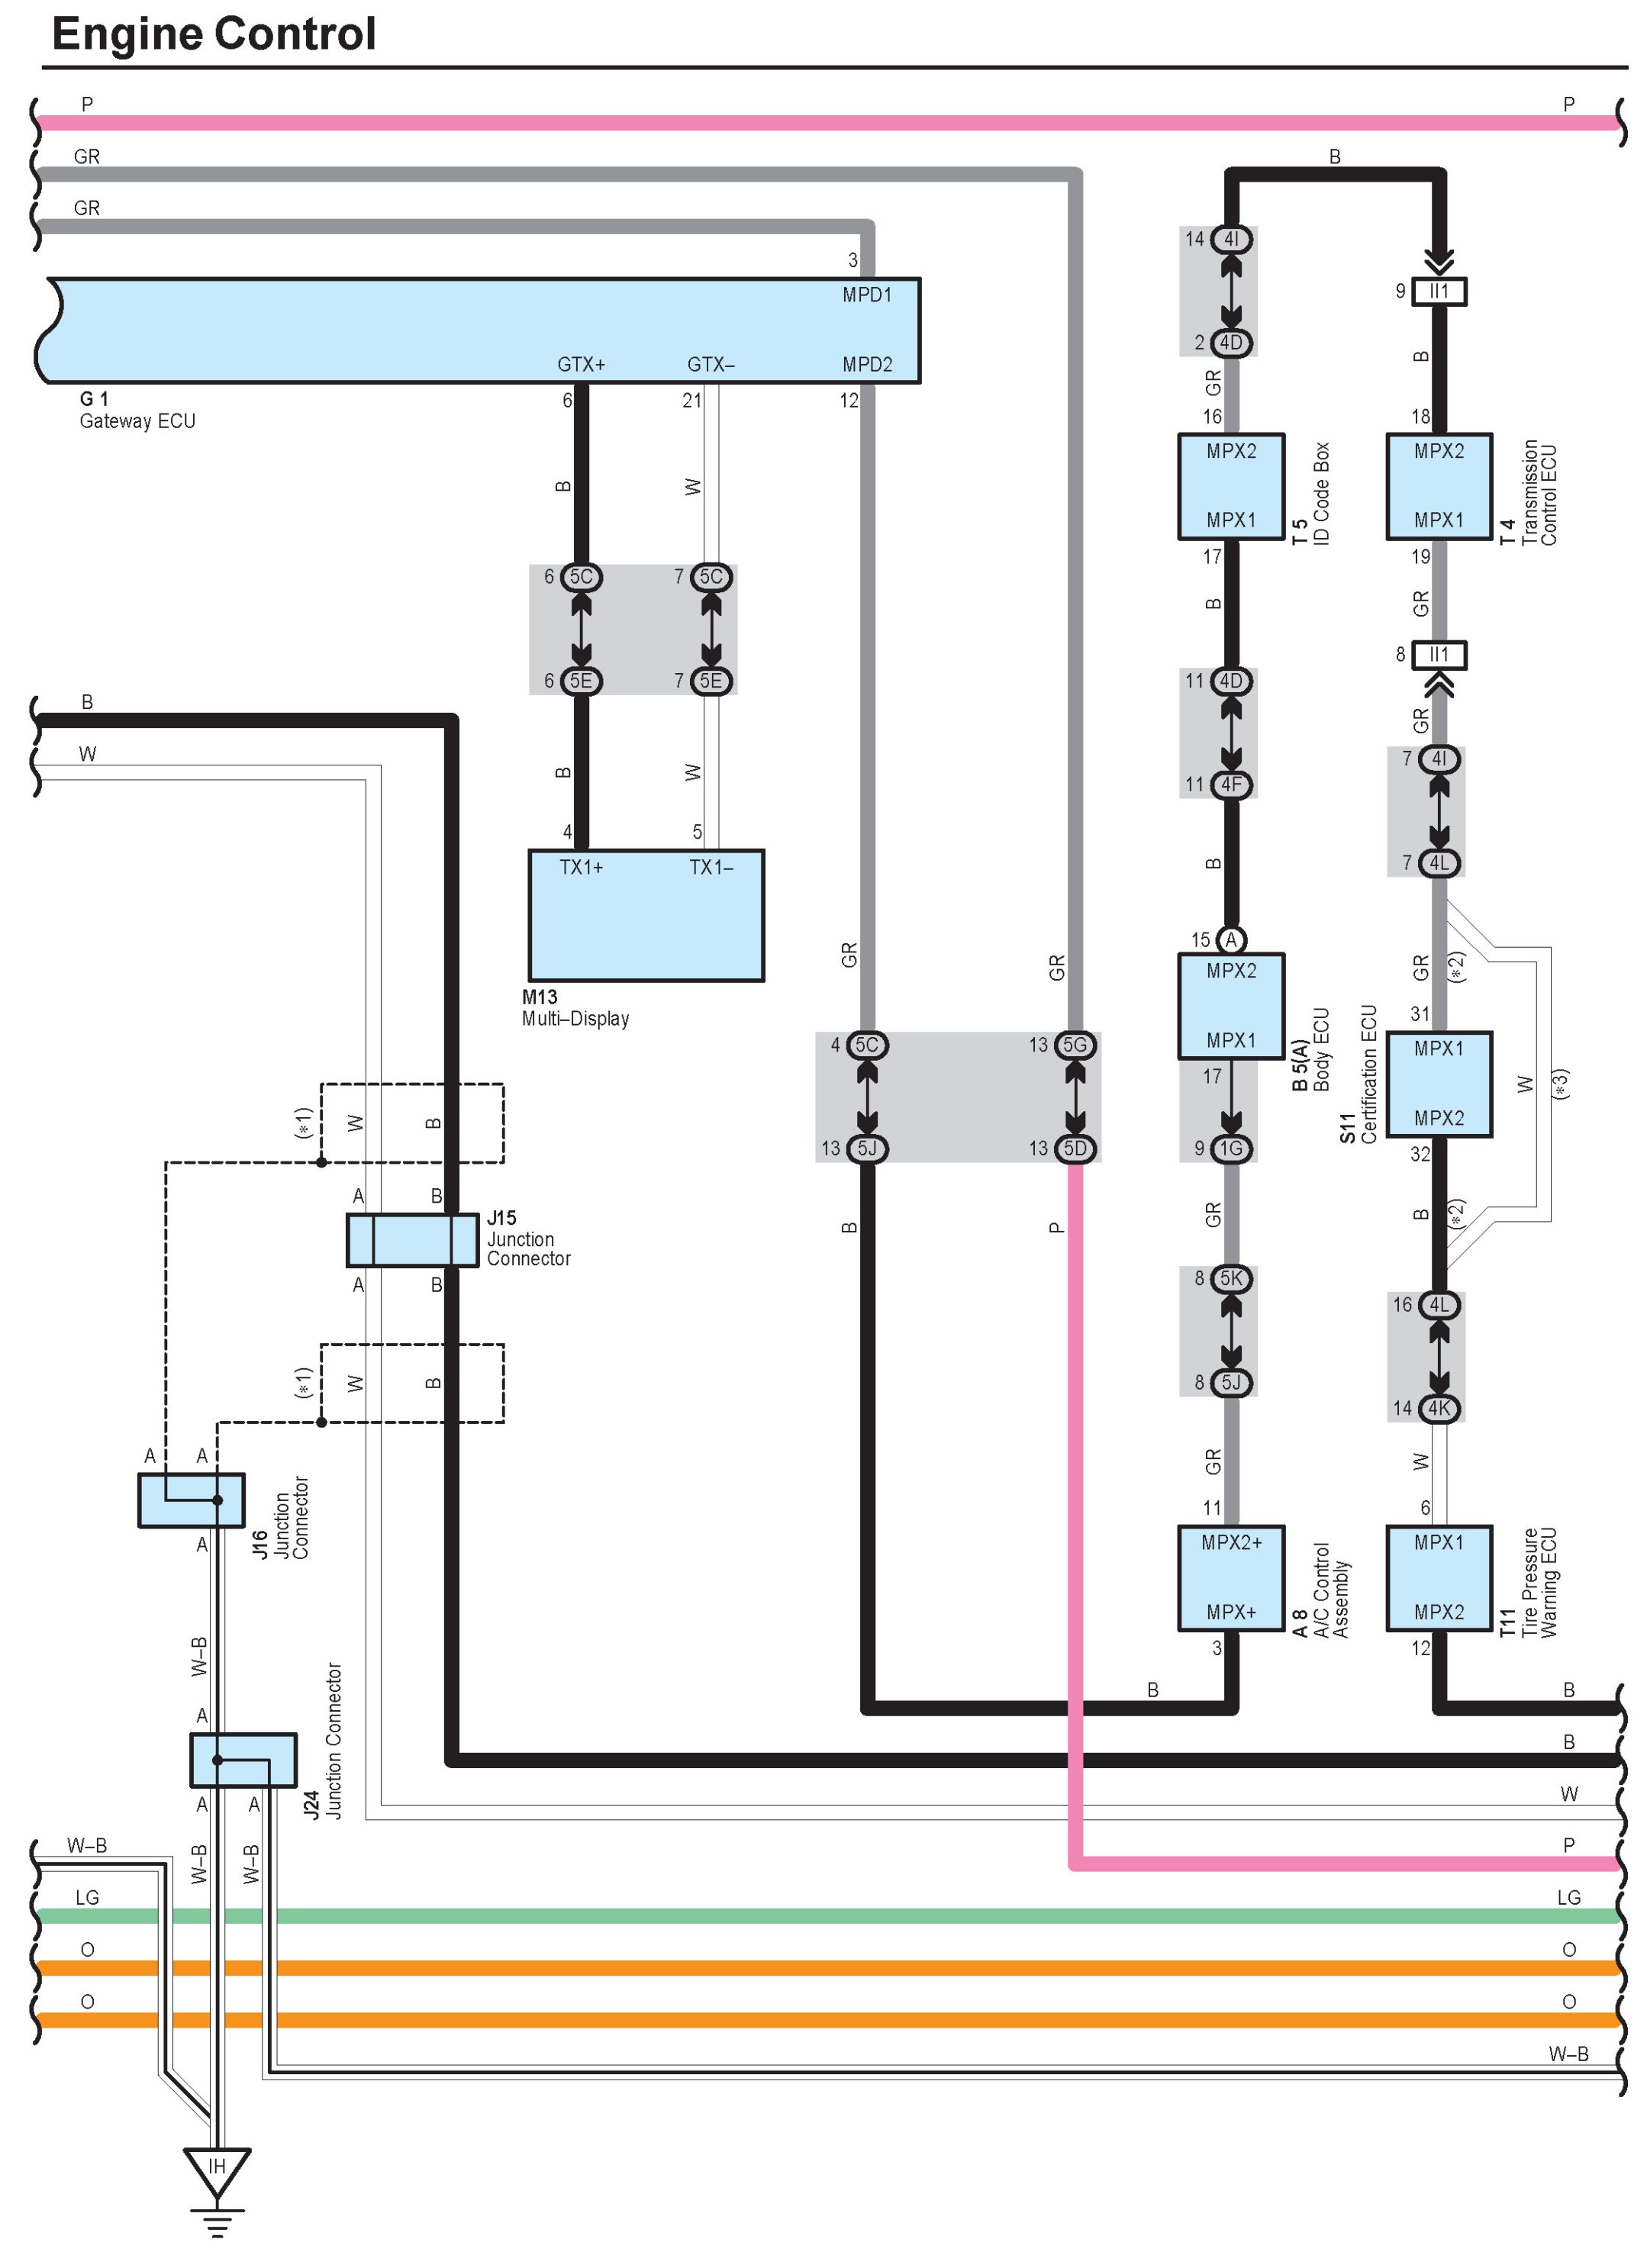 Engine Control
P
P
GR
B
GR
14 4I
3
MPD1
9 II1
2 4D
B
GTX+
GTX–
MPD2
GR
G 1
Gateway ECU
6
21
12
16
18
MPX2
MPX2
ID Code Box
T 5
Transmission
Control ECU
T 4
B
W
MPX1
MPX1
17
19
6 5C
7 5C
B
GR
8 II1
6 5E
7 5E
11 4D
B
GR
W
7 4I
B
W
11 4F
4
5
TX1+
TX1–
B
7 4L
15 A
GR
GR
MPX2
GR
(*2)
M13
Multi–Display
31
4 5C
13 5G
MPX1
MPX1
B 5(A)
Body ECU
S11
Certification ECU
17
W
(*3)
(*1)
W
B
MPX2
13 5J
13 5D
9 1G
32
A
B
J15
Junction
Connector
B
P
GR
B
(*2)
A
B
8 5K
16 4L
(*1)
W
B
8 5J
14 4K
A
A
GR
W
11
6
J16
Junction
Connector
A
MPX2+
MPX1
A 8
A/C Control
Assembly
T11
Tire Pressure
Warning ECU
MPX+
MPX2
W–B
3
12
A
B
B
J24
Junction Connector
B
A
A
W
W–B
W–B
W–B
P
LG
LG
O
O
O
O
W–B
IH